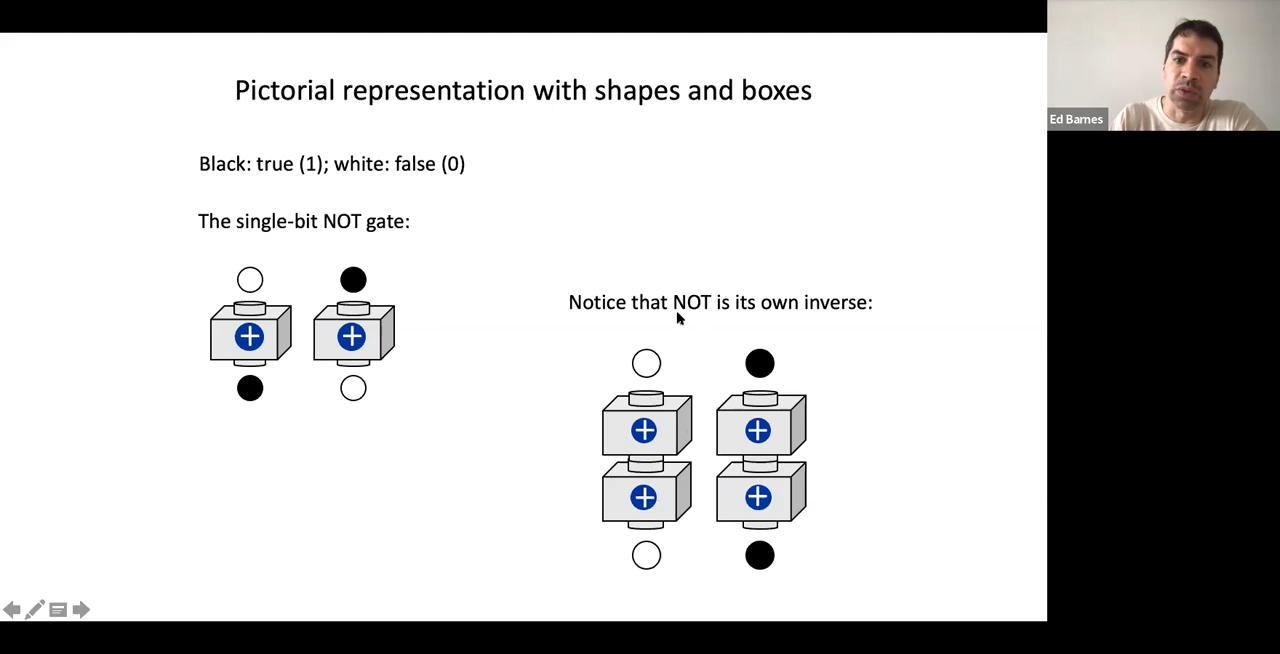 Pictorial representation with shapes and boxes
Ed Barnes
Black: true (1); white: false (0)
The single-bit NOT gate:
Notice that NOT is its own inverse: